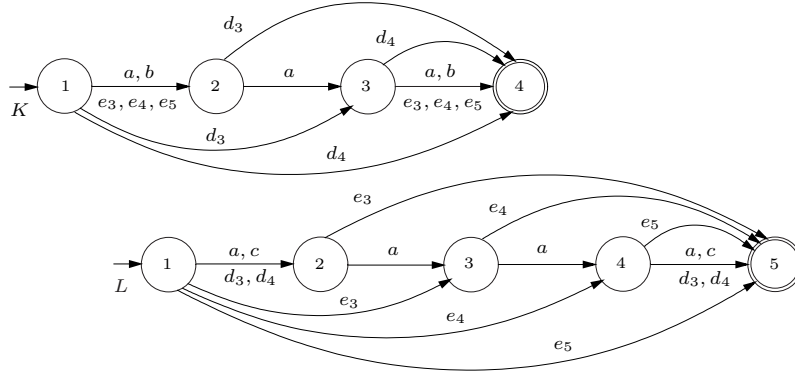 d₃
d₄
a, b
a
a, b
1
2
3
4
e₃, e₄, e₅
e₃, e₄, e₅
K
d₃
d₄
e₃
e₄
e₅
a, c
a
a
a, c
1
2
3
4
5
d₃, d₄
d₃, d₄
L
e₃
e₄
e₅